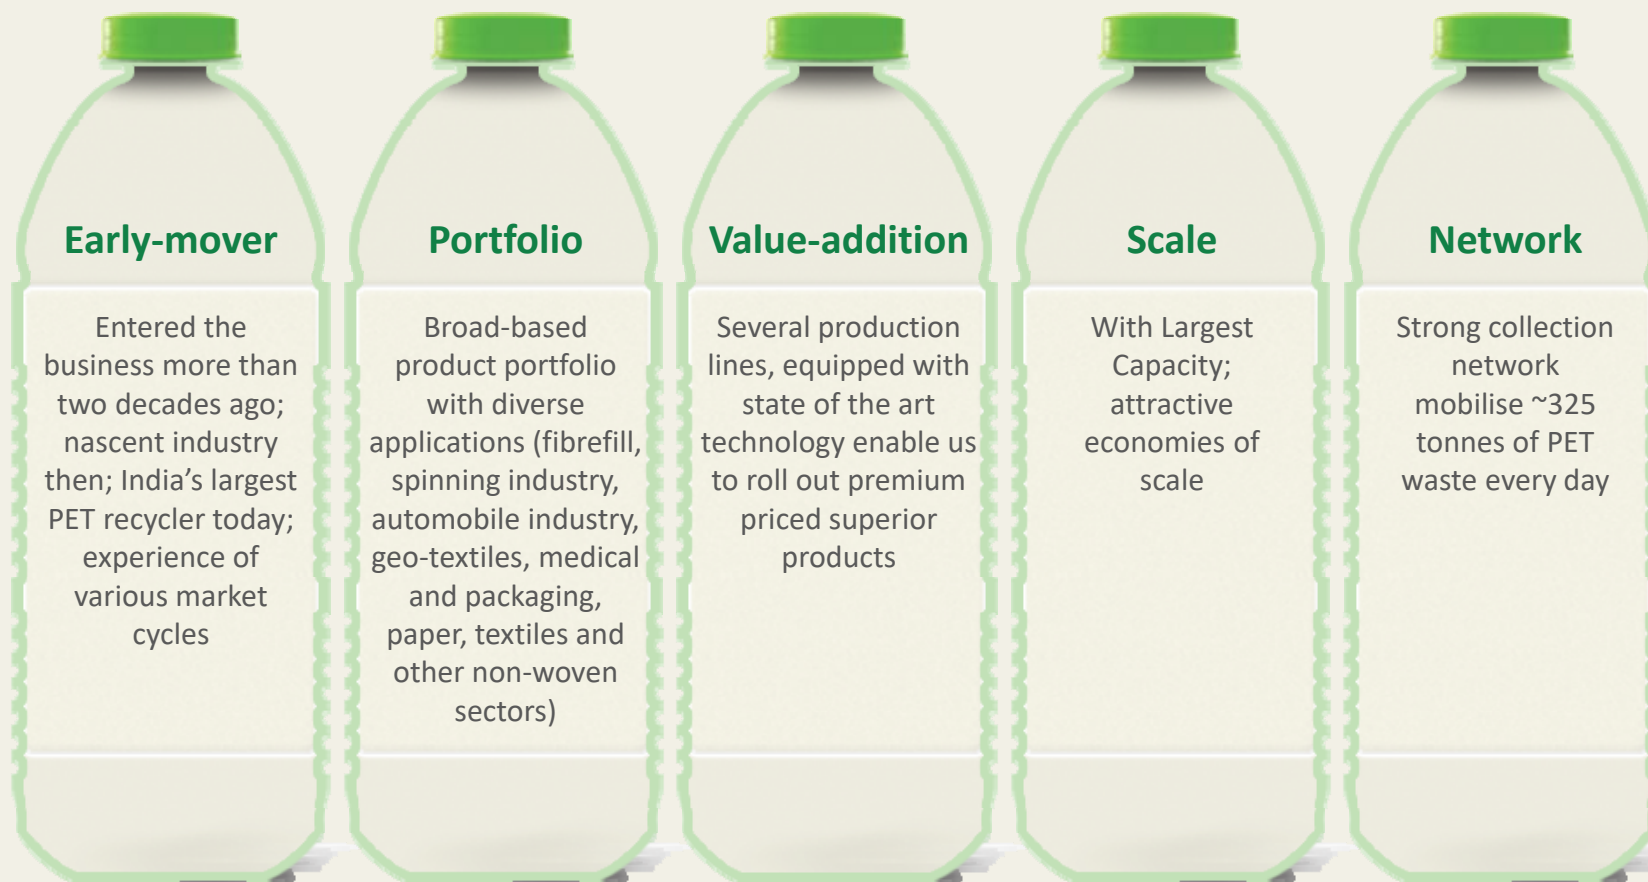 Early-mover
Entered the
business more than
two decades ago;
nascent industry
then; India’s largest
PET recycler today;
experience of
various market
cycles
Portfolio
Broad-based
product portfolio
with diverse
applications (fibrefill,
spinning industry,
automobile industry,
geo-textiles, medical
and packaging,
paper, textiles and
other non-woven
sectors)
Value-addition
Several production
lines, equipped with
state of the art
technology enable us
to roll out premium
priced superior
products
Scale
With Largest
Capacity;
attractive
economies of
scale
Network
Strong collection
network
mobilise ~325
tonnes of PET
waste every day